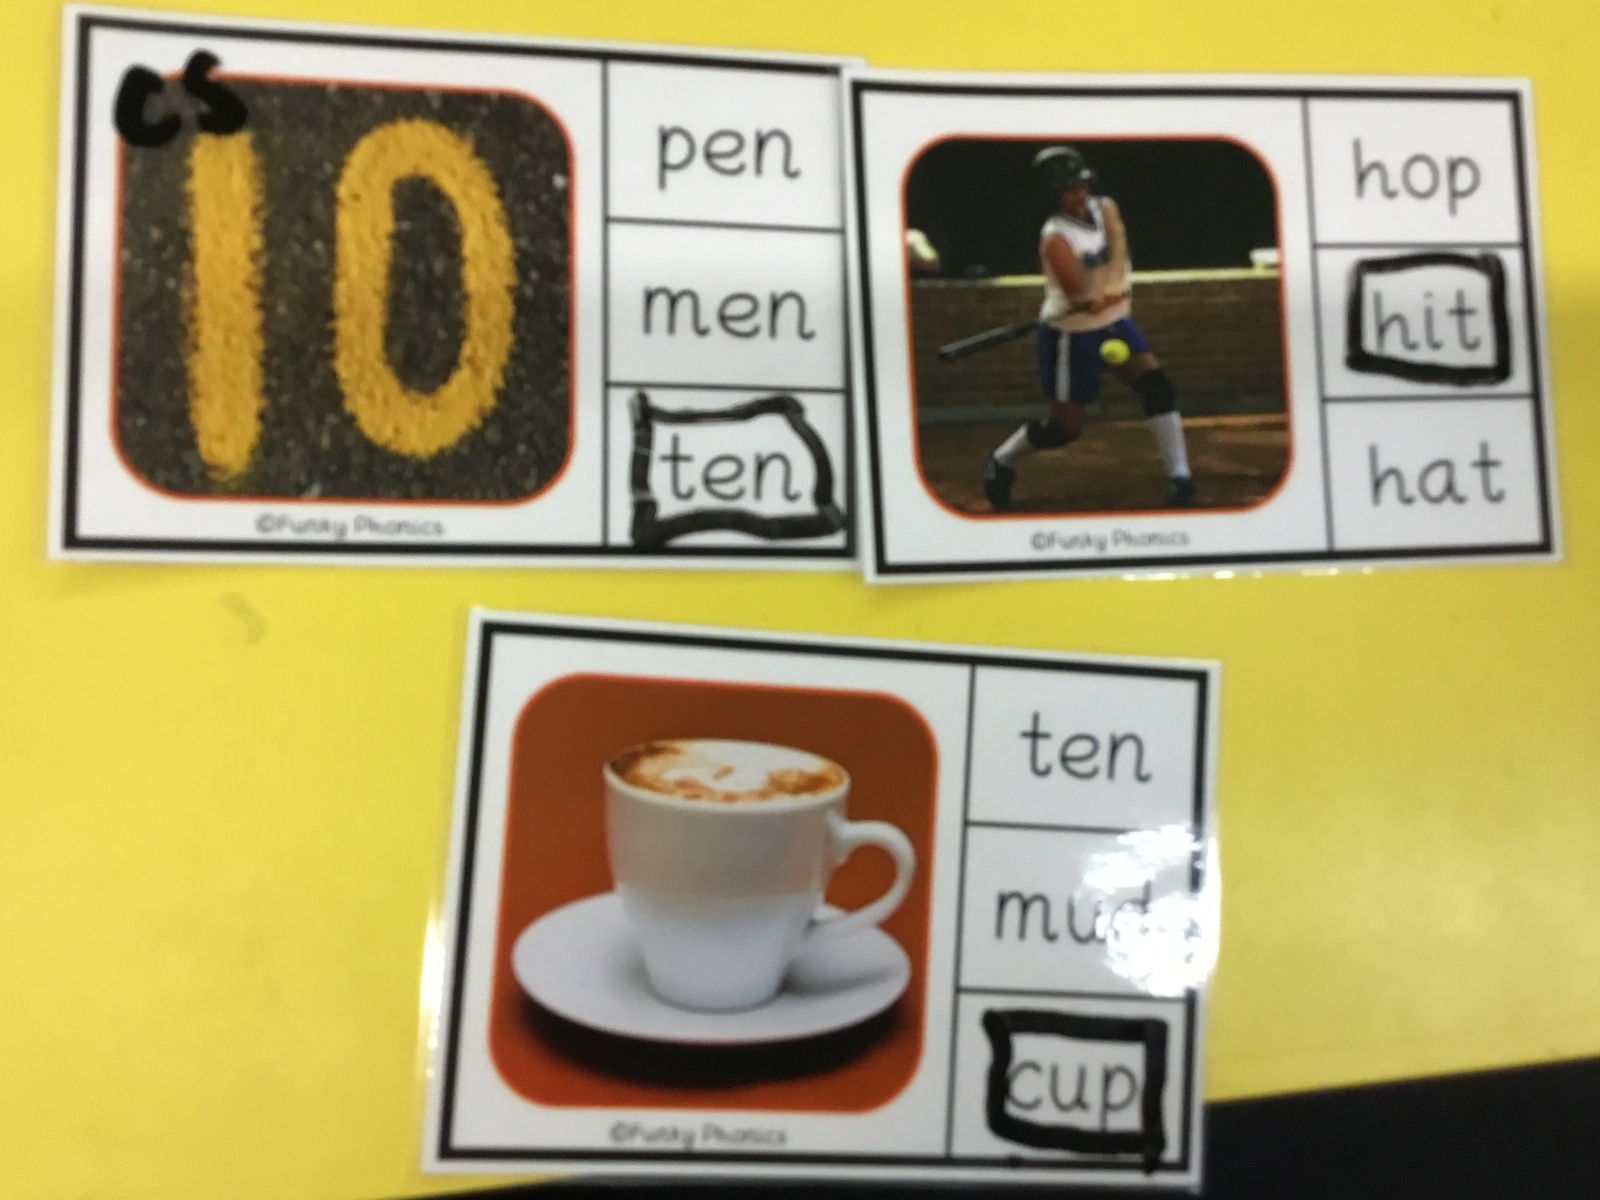 CS
10
pen
men
ten
©Funky Phonics
hop
hit
hat
©Funky Phonics
ten
mud
cup
©Funky Phonics